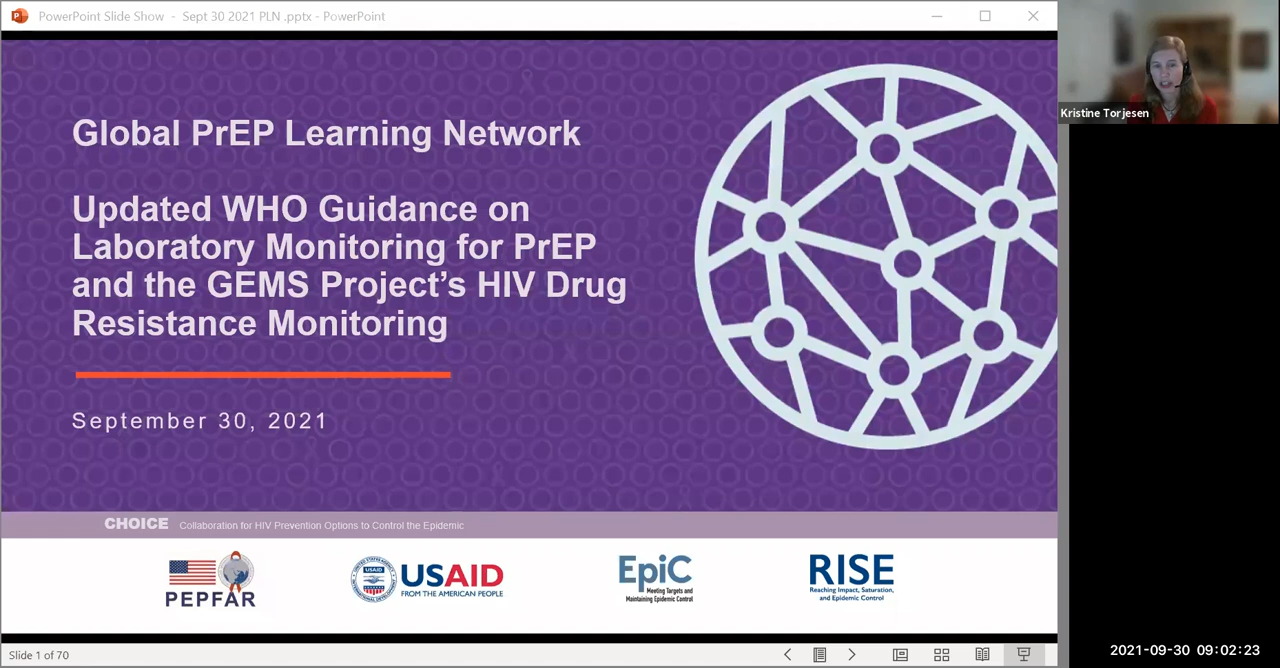 PowerPoint Slide Show - Sept 30 2021 PLN .pptx - PowerPoint
Global PrEP Learning Network
Updated WHO Guidance on
Laboratory Monitoring for PrEP
and the GEMS Project's HIV Drug
Resistance Monitoring
September 30, 2021
Kristine Torjesen
CHOICE Collaboration for HIV Prevention Options to Control the Epidemic
PEPFAR
USAID
USAID
FROM THE AMERICAN PEOPLE
EpiC
Meeting Targets and
Maintaining Epidemic Control
RISE
Reaching Impact, Saturation,
and Epidemic Control
Slide 1 of 70
2021-09-30 09:02:23